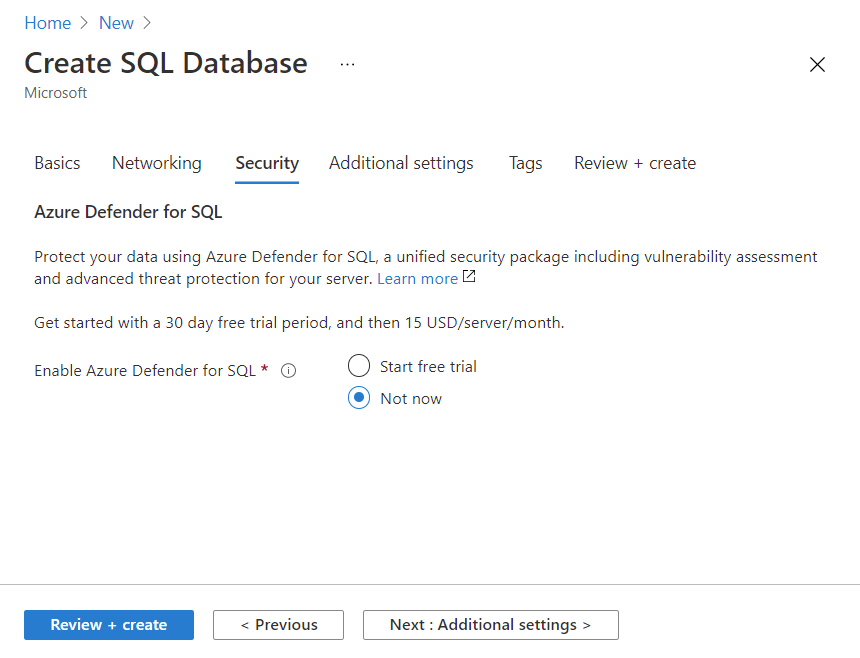 Home > New >
Create SQL Database ...
Microsoft
Basics Networking Security Additional settings Tags Review + create
Azure Defender for SQL
Protect your data using Azure Defender for SQL, a unified security package including vulnerability assessment
and advanced threat protection for your server. Learn more
Get started with a 30 day free trial period, and then 15 USD/server/month.
Enable Azure Defender for SQL * Start free trial
Not now
Review + create < Previous Next : Additional settings >